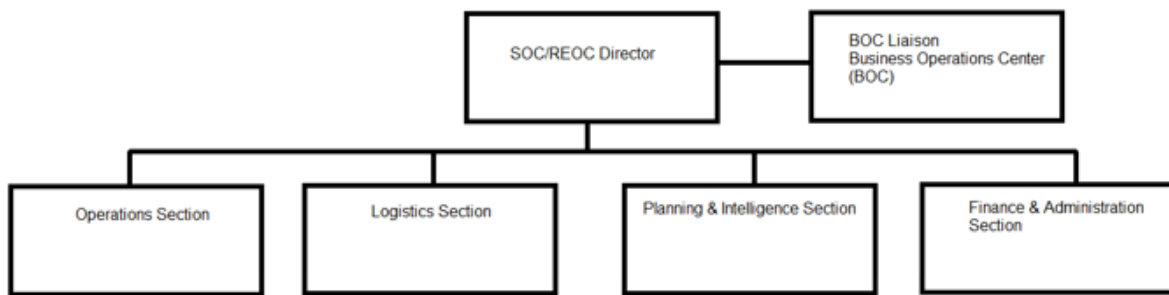 SOC/REOC Director
BOC Liaison
Business Operations Center
(BOC)
Operations Section
Logistics Section
Planning & Intelligence Section
Finance & Administration
Section